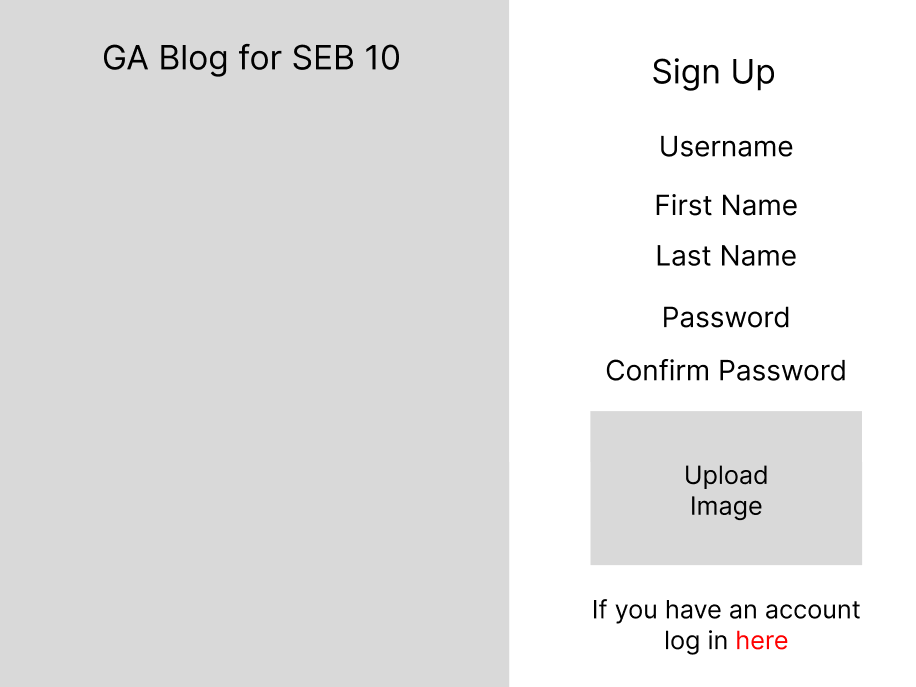 GA Blog for SEB 10
Sign Up
Username
First Name
Last Name
Password
Confirm Password
Upload
Image
If you have an account
log in here